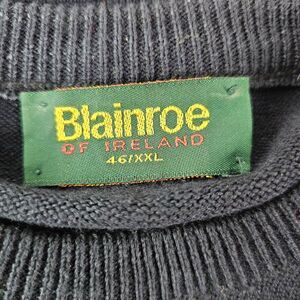 Blainroe
OF IRELAND
46/XXL